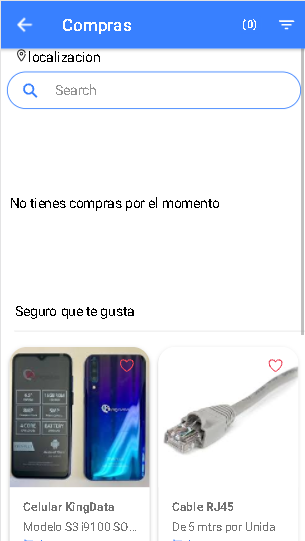 Compras (0)
localizacion
Search
No tienes compras por el momento
Seguro que te gusta
Celular KingData
Modelo S3 i9100 SO...
Cable RJ45
De 5 mtrs por Unida